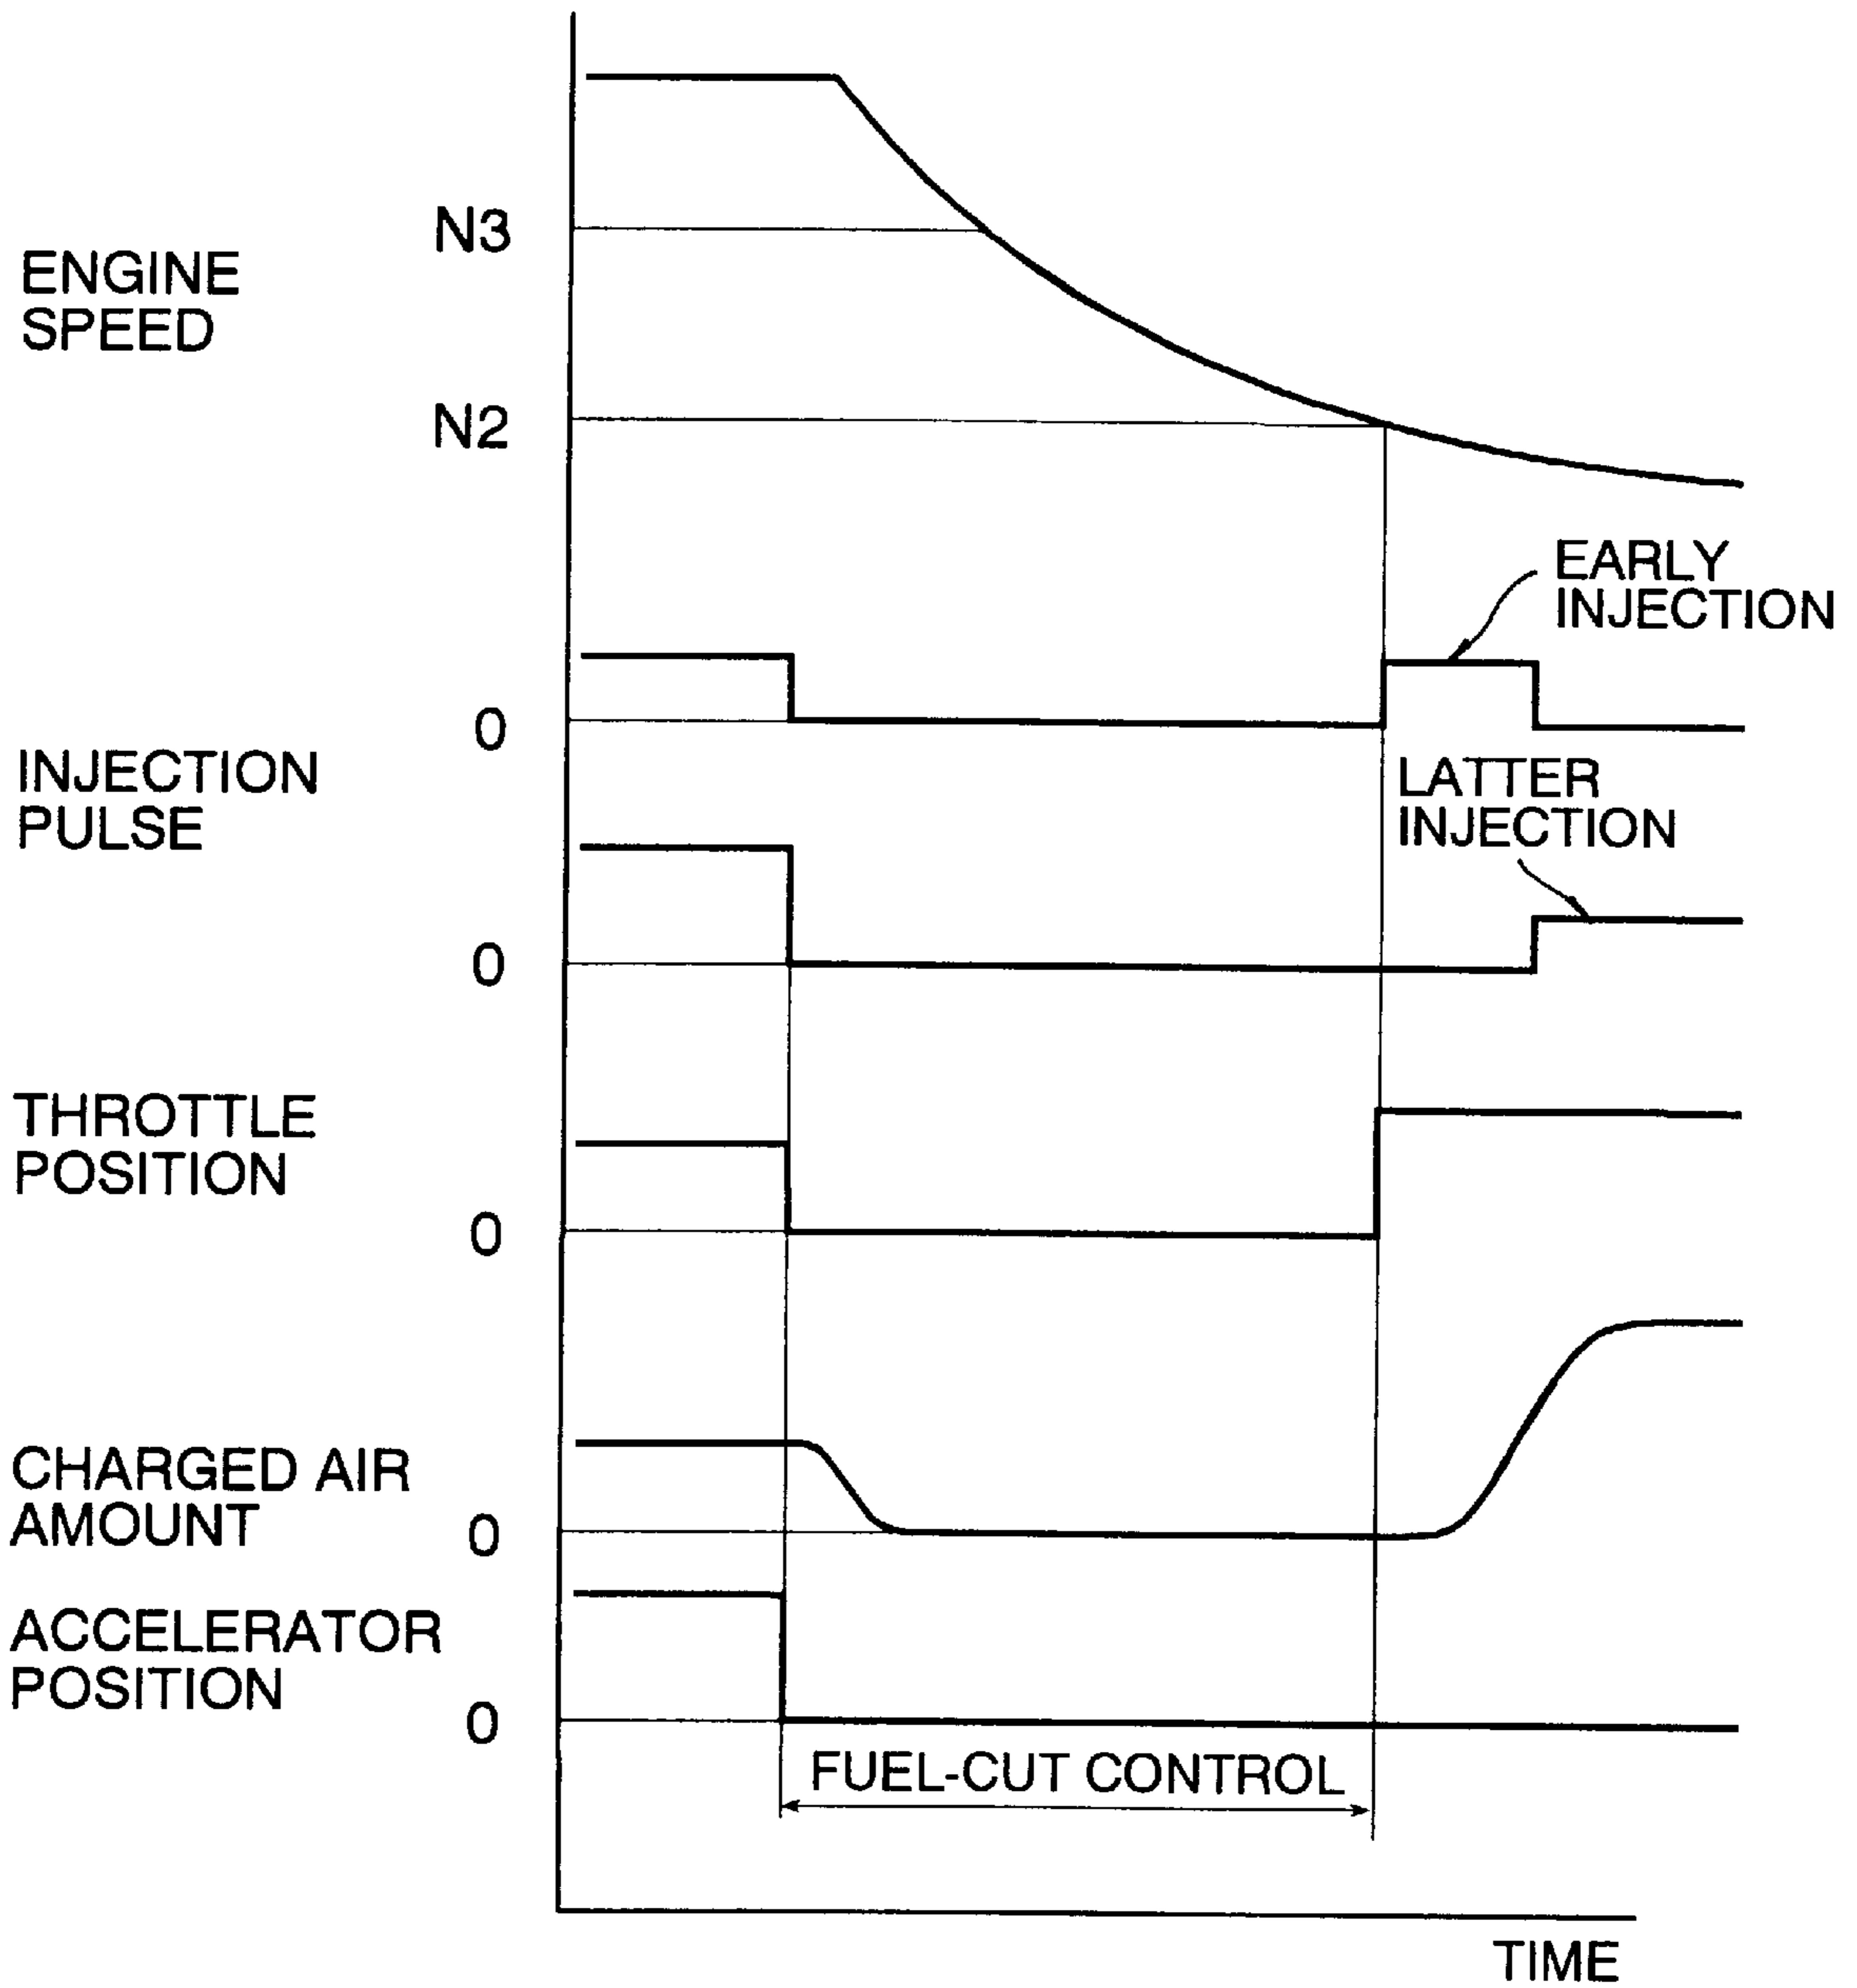 N3
ENGINE
SPEED
N2
EARLY
INJECTION
0
INJECTION
PULSE
LATTER
INJECTION
0
THROTTLE
POSITION
0
CHARGED AIR
AMOUNT
0
ACCELERATOR
POSITION
0
FUEL-CUT CONTROL
TIME